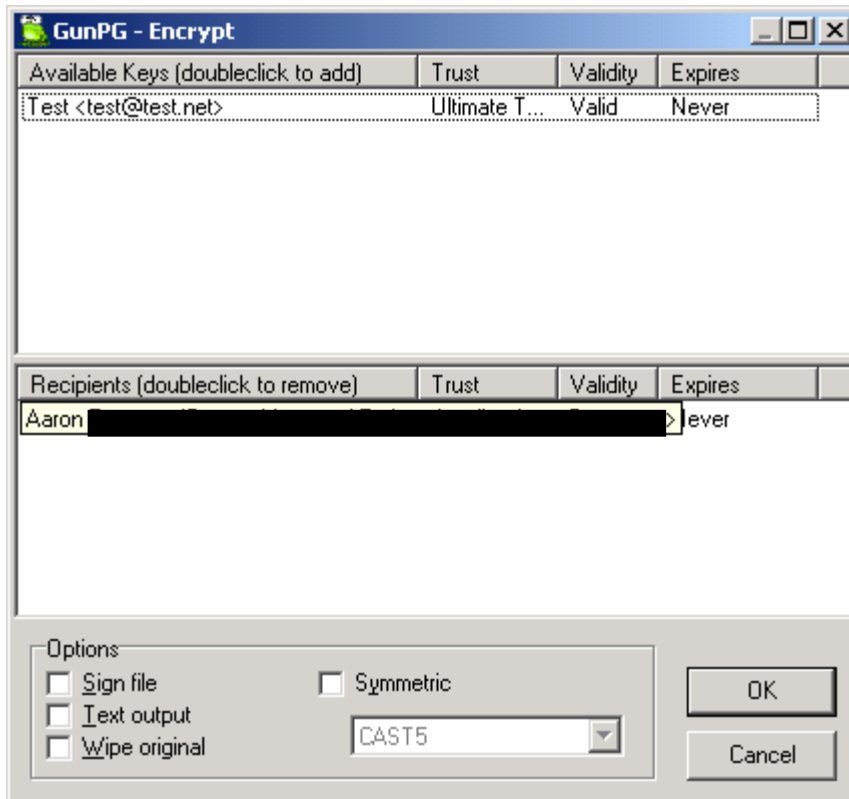 GunPG - Encrypt
Available Keys (doubleclick to add) Trust Validity Expires
Test <test@test.net> Ultimate T... Valid Never
Recipients (doubleclick to remove) Trust Validity Expires
Aaron > lever
Options
Sign file Symmetric
Text output
CAST5
Wipe original
OK
Cancel